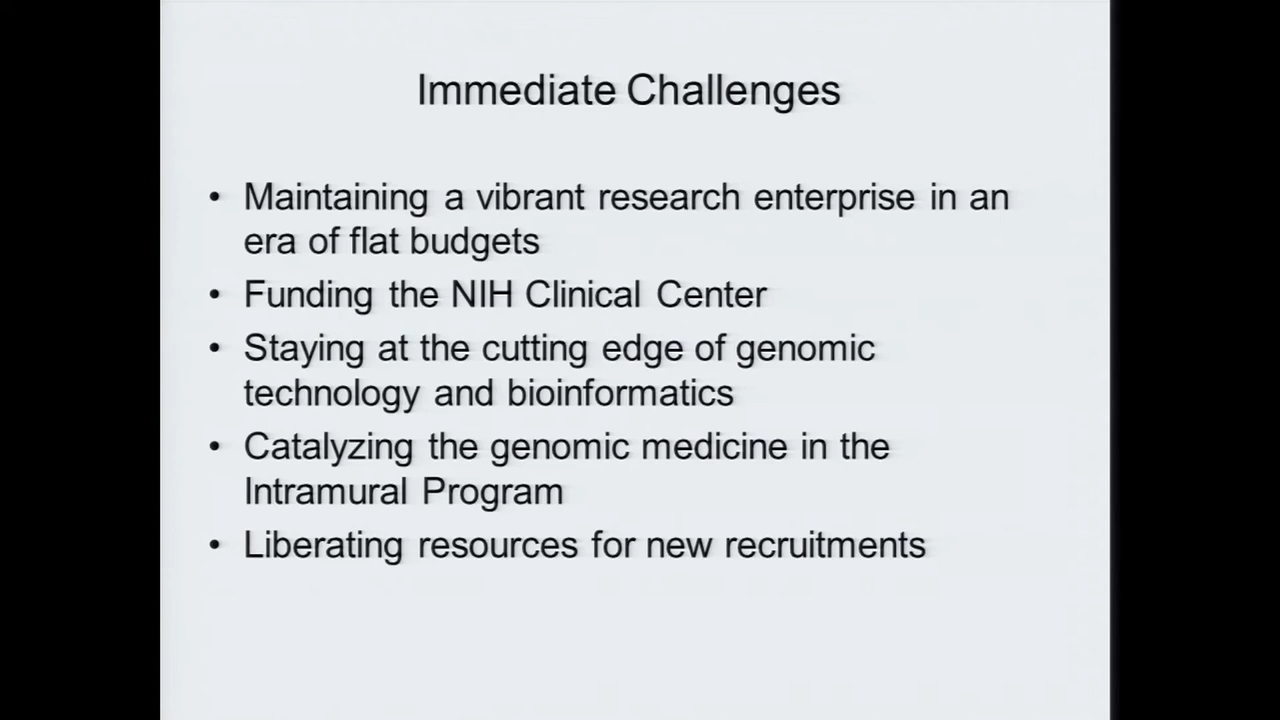 Immediate Challenges
• Maintaining a vibrant research enterprise in an
era of flat budgets
• Funding the NIH Clinical Center
• Staying at the cutting edge of genomic
technology and bioinformatics
• Catalyzing the genomic medicine in the
Intramural Program
• Liberating resources for new recruitments